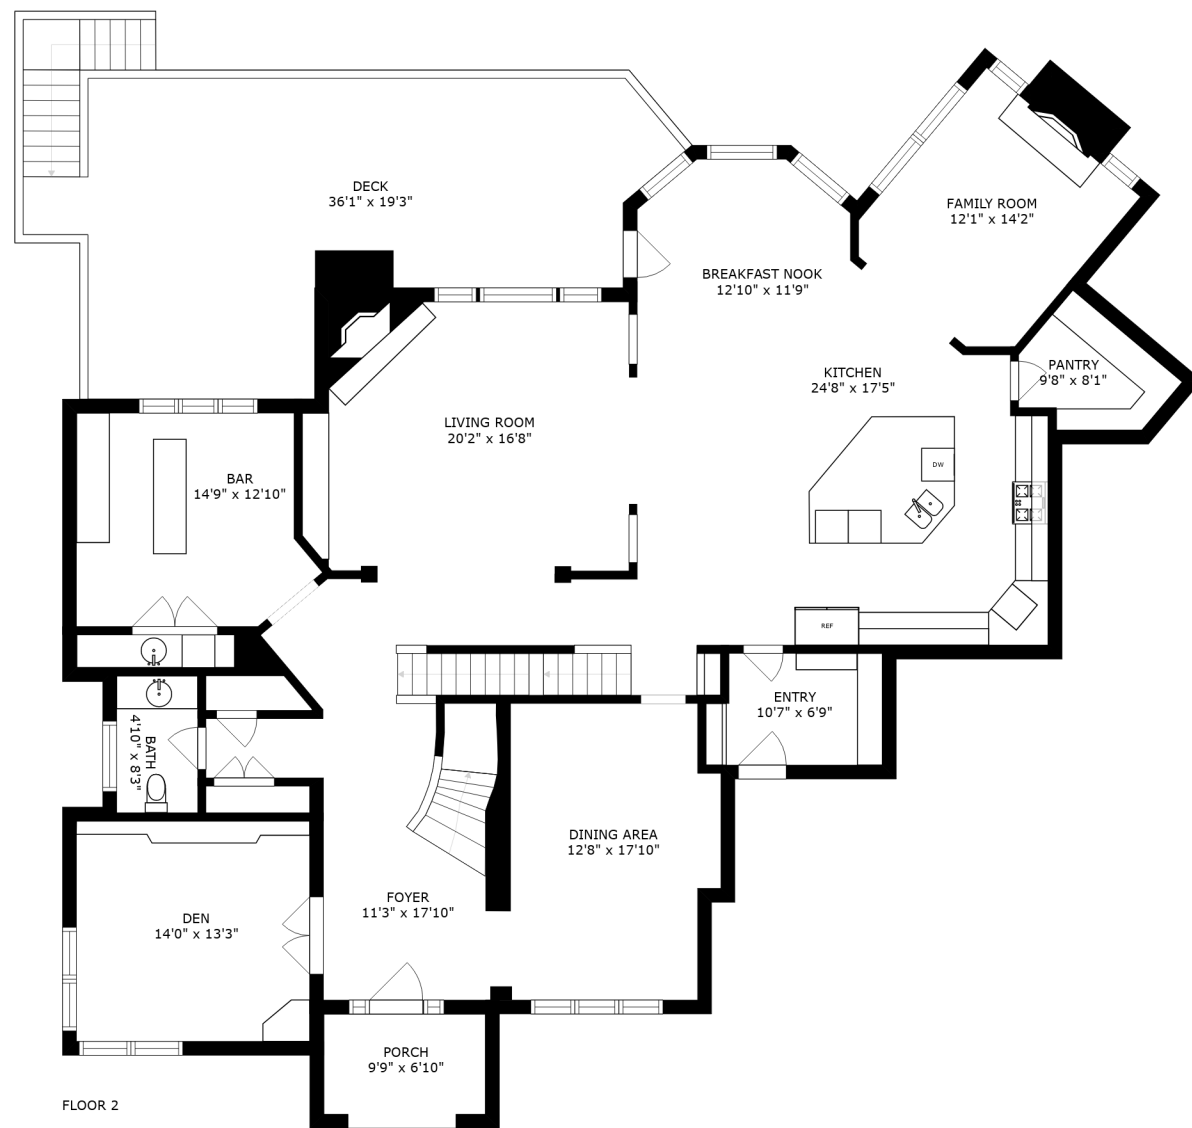 DECK
36'1" x 19'3"
FAMILY ROOM
12'1" x 14'2"
BREAKFAST NOOK
12'10" x 11'9"
KITCHEN
24'8" x 17'5"
PANTRY
9'8" x 8'1"
LIVING ROOM
20'2" x 16'8"
BAR
14'9" x 12'10"
DW
REF
ENTRY
10'7" x 6'9"
BATH
4'10" x 8'3"
DINING AREA
12'8" x 17'10"
FOYER
11'3" x 17'10"
DEN
14'0" x 13'3"
PORCH
9'9" x 6'10"
FLOOR 2